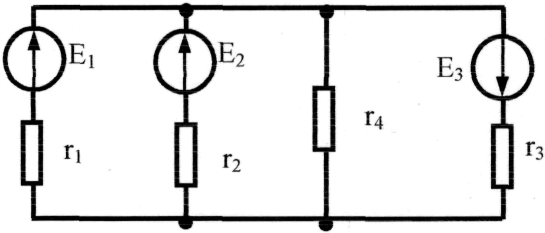 E₁
E₂
E₃
r₁
r₂
r₄
r₃